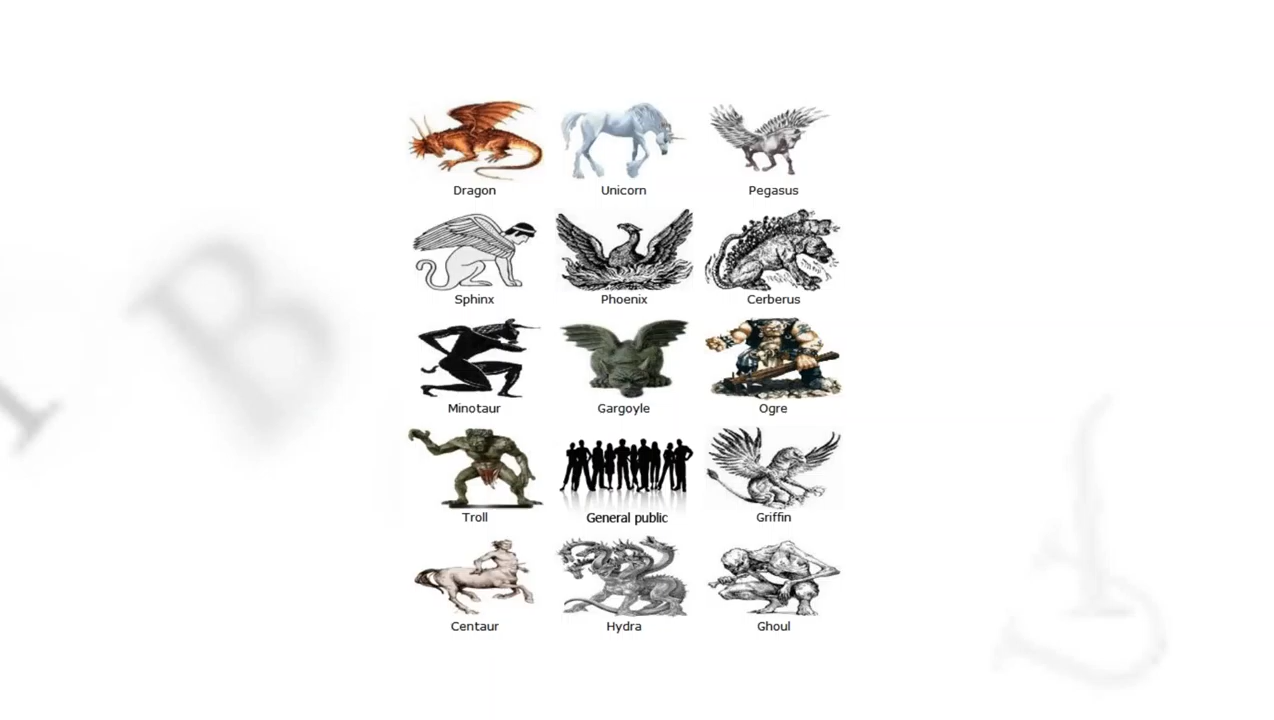 Dragon Unicorn Pegasus
Sphinx Phoenix Cerberus
Minotaur Gargoyle Ogre
Troll General public Griffin
Centaur Hydra Ghoul
B